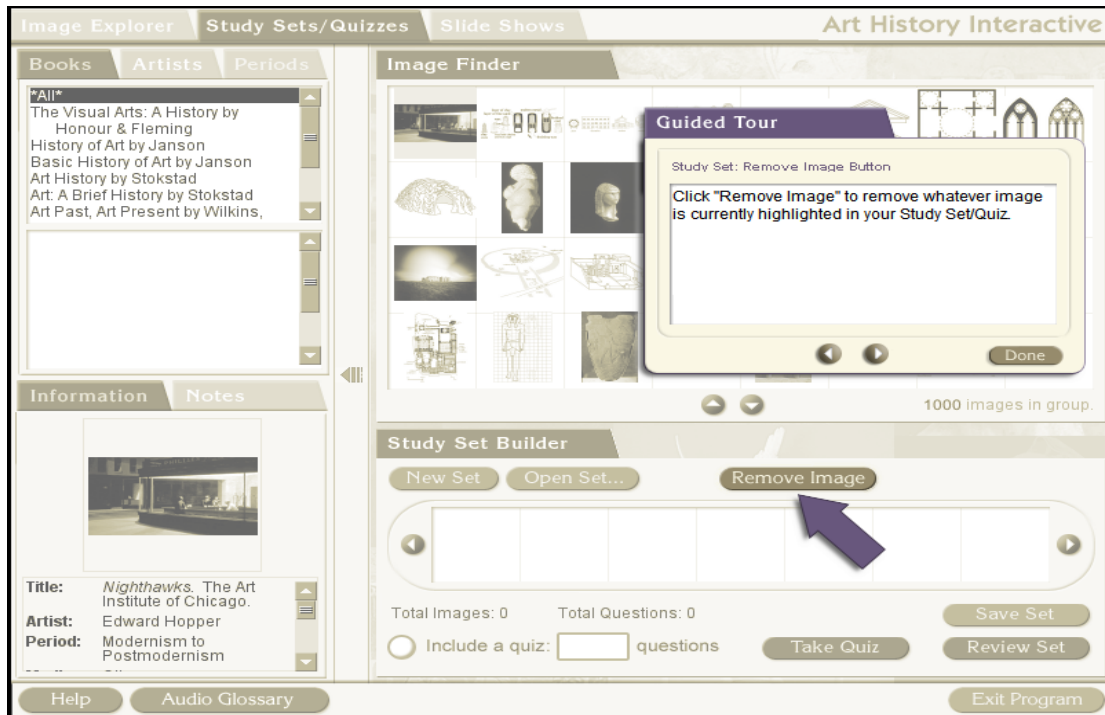 Image Explorer
Study Sets/Quizzes
Slide Shows
Art History Interactive
Books
Artists
Periods
*All*
The Visual Arts: A History by
Honour & Fleming
History of Art by Janson
Basic History of Art by Janson
Art History by Stokstad
Art: A Brief History by Stokstad
Art Past, Art Present by Wilkins,
Information
Notes
Title: Nighthawks. The Art
Institute of Chicago.
Artist: Edward Hopper
Period: Modernism to
Postmodernism
Image Finder
Guided Tour
Study Set: Remove Image Button
Click "Remove Image" to remove whatever image
is currently highlighted in your Study Set/Quiz.
Done
1000 images in group.
Study Set Builder
New Set
Open Set...
Remove Image
Total Images: 0
Total Questions: 0
Save Set
Include a quiz: questions
Take Quiz
Review Set
Help
Audio Glossary
Exit Program